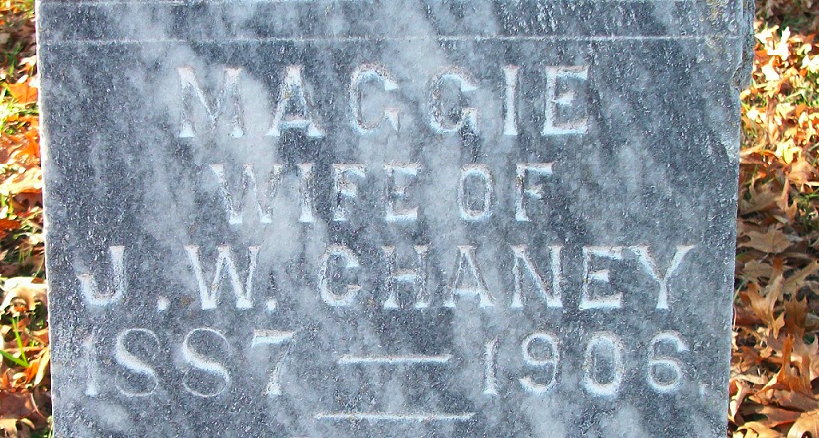 MAGGIE
WIFE OF
J. W. CHANEY
1887 — 1906.